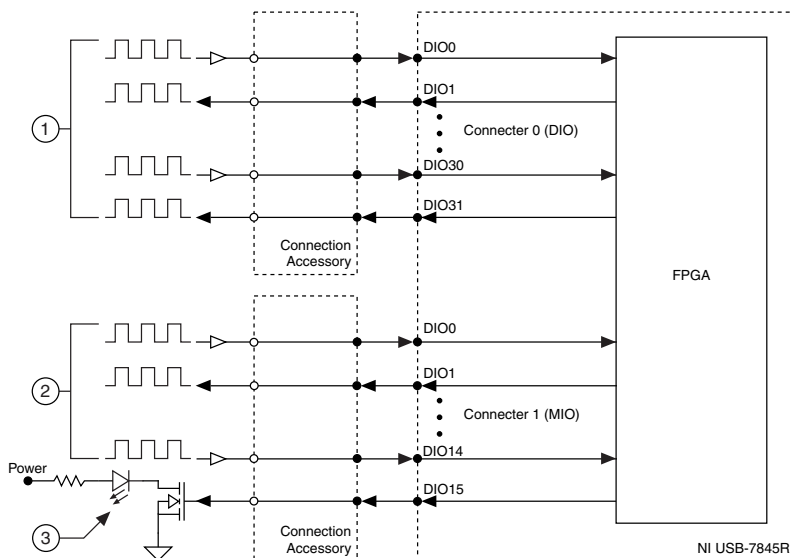 DIO0
DIO1
1
Connecter 0 (DIO)
DIO30
DIO31
Connection
Accessory
FPGA
DIO0
DIO1
2
Connecter 1 (MIO)
DIO14
Power
DIO15
3
Connection
Accessory
NI USB-7845R